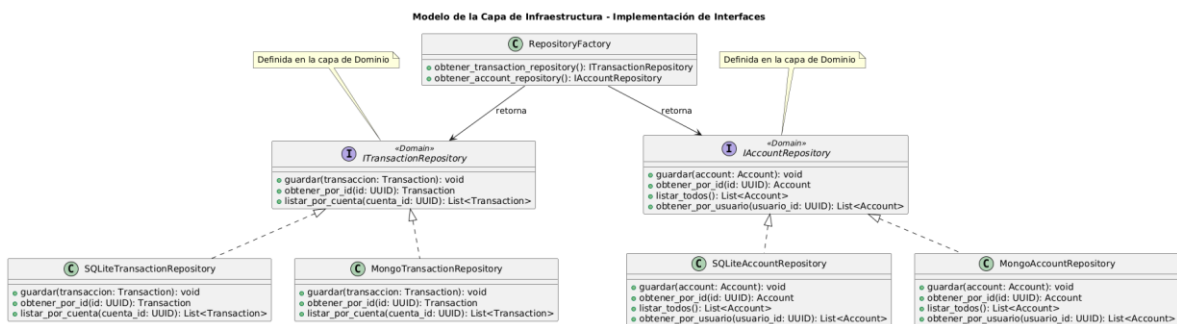 Modelo de la Capa de Infraestructura - Implementación de Interfaces
C RepositoryFactory
obtener_transaction_repository(): ITransactionRepository
obtener_account_repository(): IAccountRepository
Definida en la capa de Dominio
Definida en la capa de Dominio
retorna
retorna
I «Domain»
ITransactionRepository
guardar(transaccion: Transaction): void
obtener_por_id(id: UUID): Transaction
listar_por_cuenta(cuenta_id: UUID): List<Transaction>
I «Domain»
IAccountRepository
guardar(account: Account): void
obtener_por_id(id: UUID): Account
listar_todos(): List<Account>
obtener_por_usuario(usuario_id: UUID): List<Account>
C SQLiteTransactionRepository
guardar(transaccion: Transaction): void
obtener_por_id(id: UUID): Transaction
listar_por_cuenta(cuenta_id: UUID): List<Transaction>
C MongoTransactionRepository
guardar(transaccion: Transaction): void
obtener_por_id(id: UUID): Transaction
listar_por_cuenta(cuenta_id: UUID): List<Transaction>
C SQLiteAccountRepository
guardar(account: Account): void
obtener_por_id(id: UUID): Account
listar_todos(): List<Account>
obtener_por_usuario(usuario_id: UUID): List<Account>
C MongoAccountRepository
guardar(account: Account): void
obtener_por_id(id: UUID): Account
listar_todos(): List<Account>
obtener_por_usuario(usuario_id: UUID): List<Account>